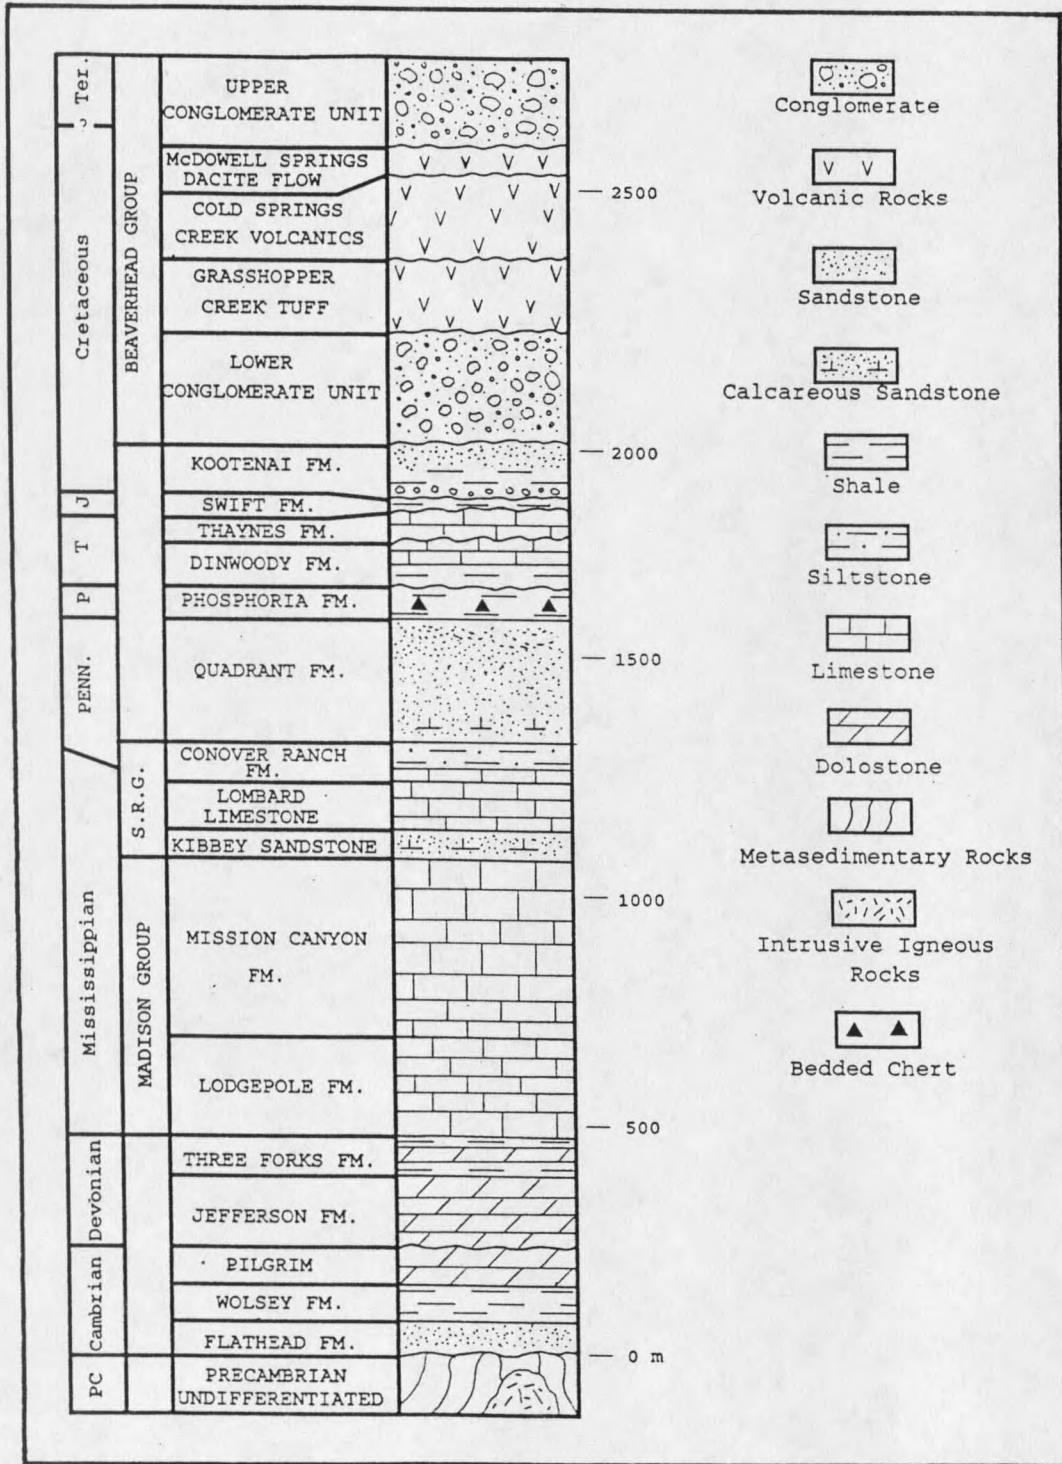 Ter.
?
Cretaceous
J
T
P
PENN.
Mississippian
Devonian
Cambrian
PC
BEAVERHEAD GROUP
S.R.G.
MADISON GROUP
UPPER
CONGLOMERATE UNIT
McDOWELL SPRINGS
DACITE FLOW
COLD SPRINGS
CREEK VOLCANICS
GRASSHOPPER
CREEK TUFF
LOWER
CONGLOMERATE UNIT
KOOTENAI FM.
SWIFT FM.
THAYNES FM.
DINWOODY FM.
PHOSPHORIA FM.
QUADRANT FM.
CONOVER RANCH
FM.
LOMBARD
LIMESTONE
KIBBEY SANDSTONE
MISSION CANYON
FM.
LODGEPOLE FM.
THREE FORKS FM.
JEFFERSON FM.
PILGRIM
WOLSEY FM.
FLATHEAD FM.
PRECAMBRIAN
UNDIFFERENTIATED
2500
2000
1500
1000
500
0 m
Conglomerate
Volcanic Rocks
Sandstone
Calcareous Sandstone
Shale
Siltstone
Limestone
Dolostone
Metasedimentary Rocks
Intrusive Igneous
Rocks
Bedded Chert